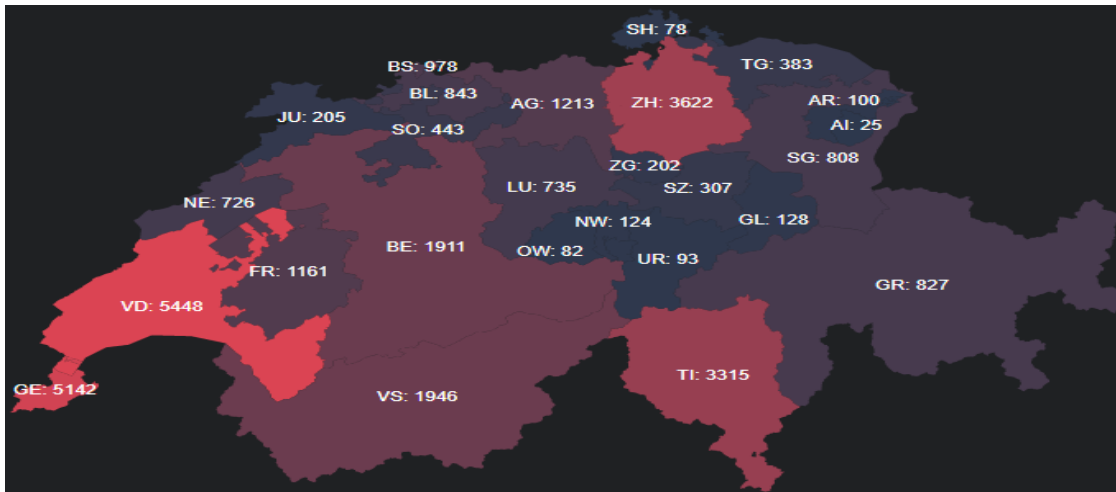 SH: 78
BS: 978
TG: 383
BL: 843
AG: 1213
ZH: 3622
AR: 100
JU: 205
SO: 443
AI: 25
ZG: 202
SG: 808
LU: 735
SZ: 307
NE: 726
NW: 124
GL: 128
BE: 1911
OW: 82
UR: 93
FR: 1161
GR: 827
VD: 5448
TI: 3315
GE: 5142
VS: 1946